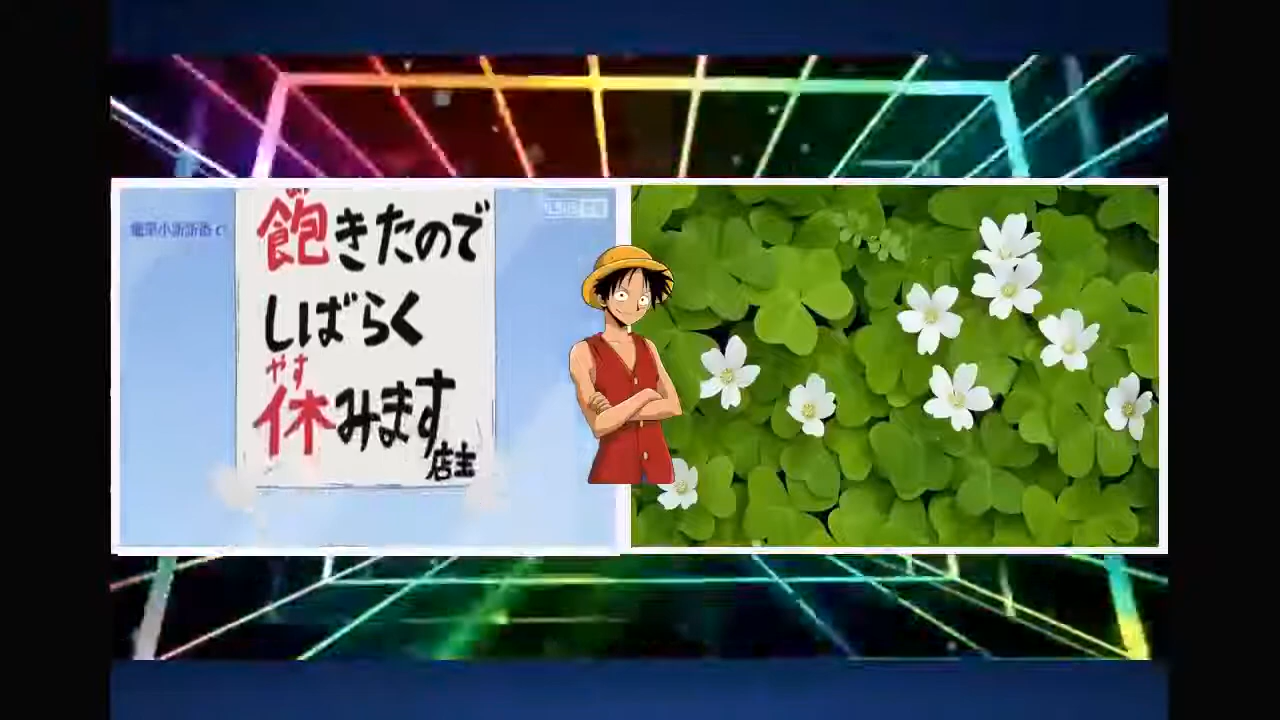 飽きたので
しばらく
やす
休みます
店主